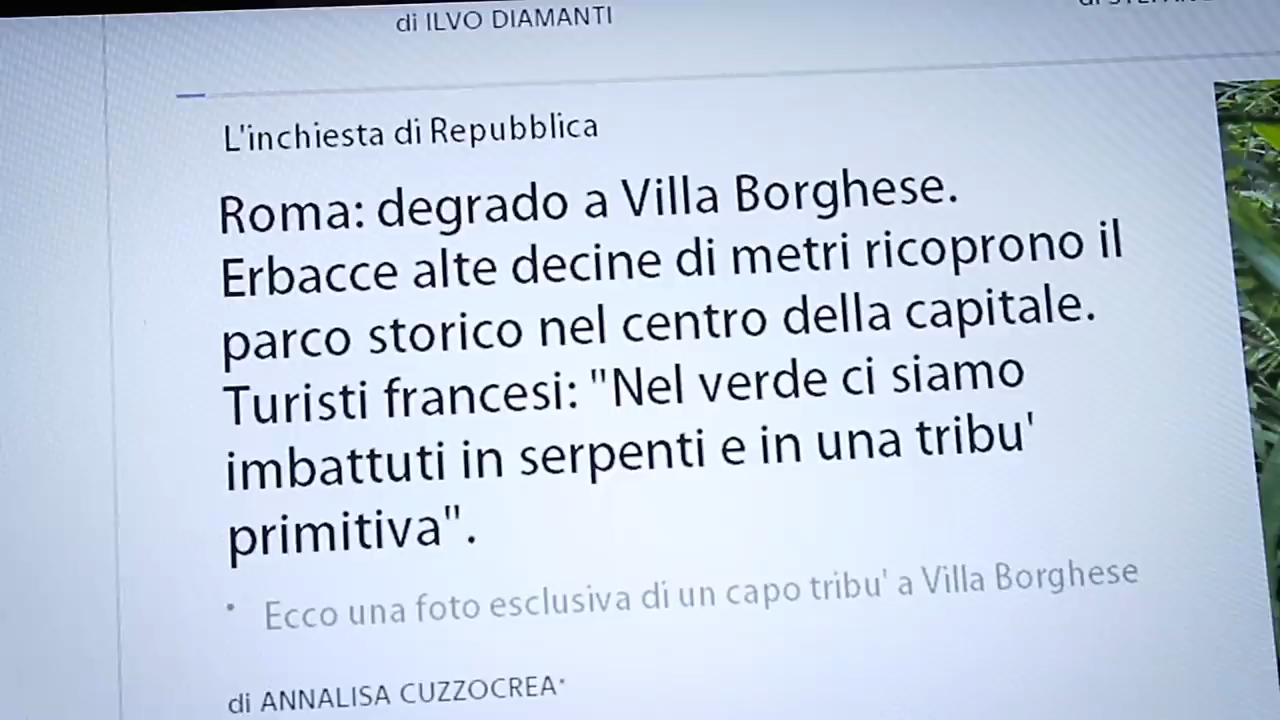 di ILVO DIAMANTI
L'inchiesta di Repubblica
Roma: degrado a Villa Borghese.
Erbacce alte decine di metri ricoprono il
parco storico nel centro della capitale.
Turisti francesi: "Nel verde ci siamo
imbattuti in serpenti e in una tribu'
primitiva".
• Ecco una foto esclusiva di un capo tribu' a Villa Borghese
di ANNALISA CUZZOCREA*